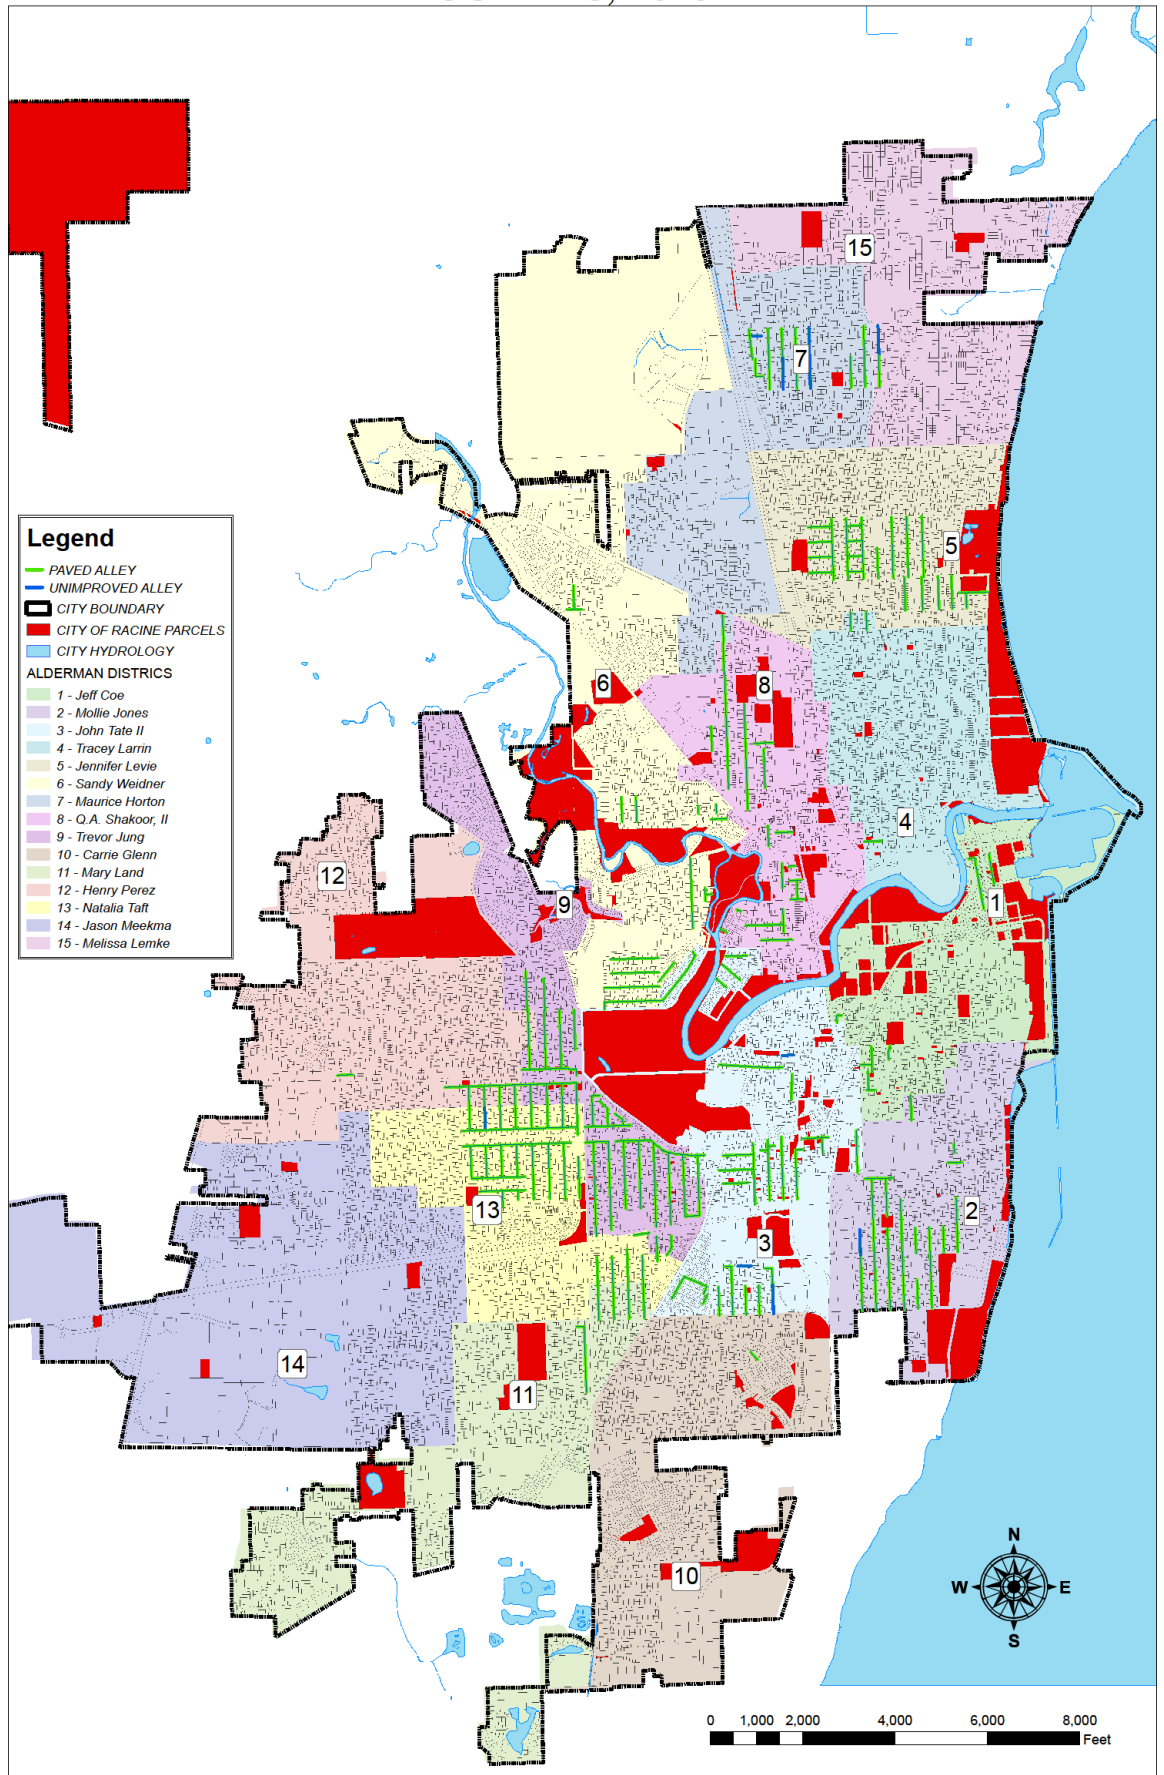 15
7
5
6
8
Legend
PAVED ALLEY
UNIMPROVED ALLEY
CITY BOUNDARY
CITY OF RACINE PARCELS
CITY HYDROLOGY
ALDERMAN DISTRICS
1 - Jeff Coe
2 - Mollie Jones
3 - John Tate II
4 - Tracey Larrin
5 - Jennifer Levie
6 - Sandy Weidner
7 - Maurice Horton
8 - Q.A. Shakoor, II
9 - Trevor Jung
10 - Carrie Glenn
11 - Mary Land
12 - Henry Perez
13 - Natalia Taft
14 - Jason Meekma
15 - Melissa Lemke
4
12
9
1
13
2
3
14
11
10
N
W E
S
0 1,000 2,000 4,000 6,000 8,000
Feet